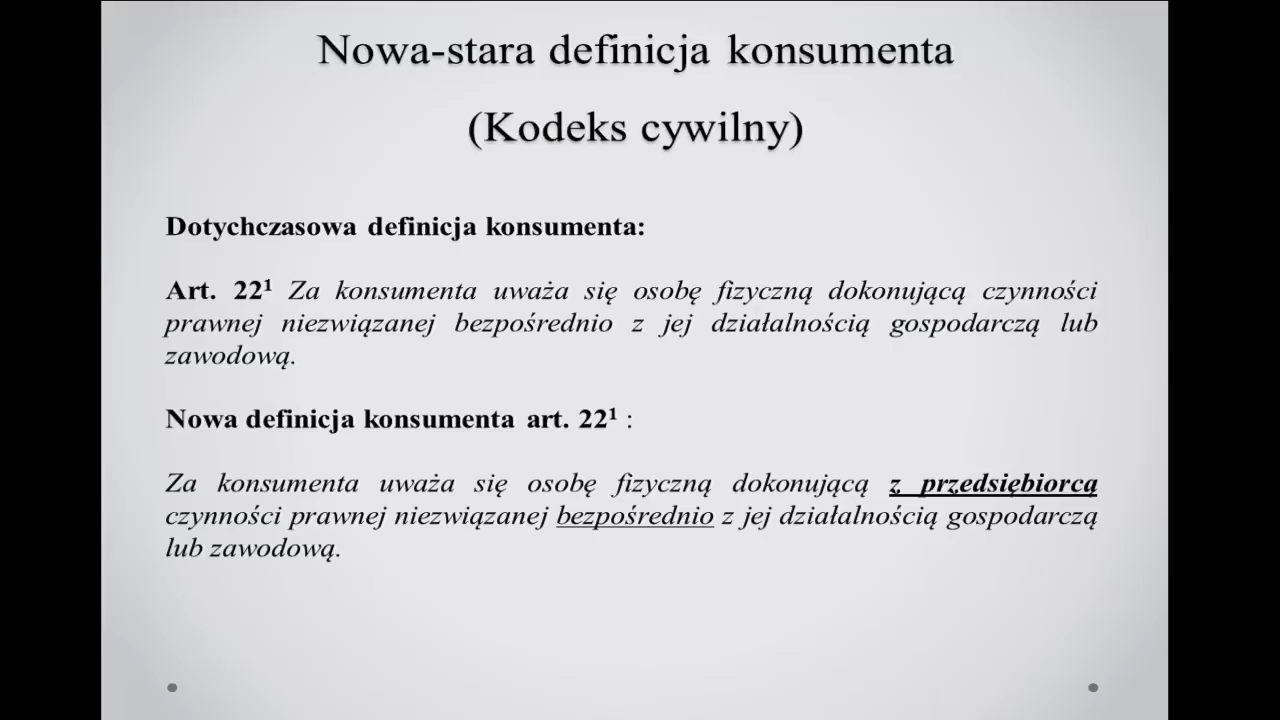 Nowa-stara definicja konsumenta
(Kodeks cywilny)
Dotychczasowa definicja konsumenta:
Art. 22¹ Za konsumenta uważa się osobę fizyczną dokonującą czynności
prawnej niezwiązanej bezpośrednio z jej działalnością gospodarczą lub
zawodową.
Nowa definicja konsumenta art. 22¹ :
Za konsumenta uważa się osobę fizyczną dokonującą z przedsiębiorcą
czynności prawnej niezwiązanej bezpośrednio z jej działalnością gospodarczą
lub zawodową.